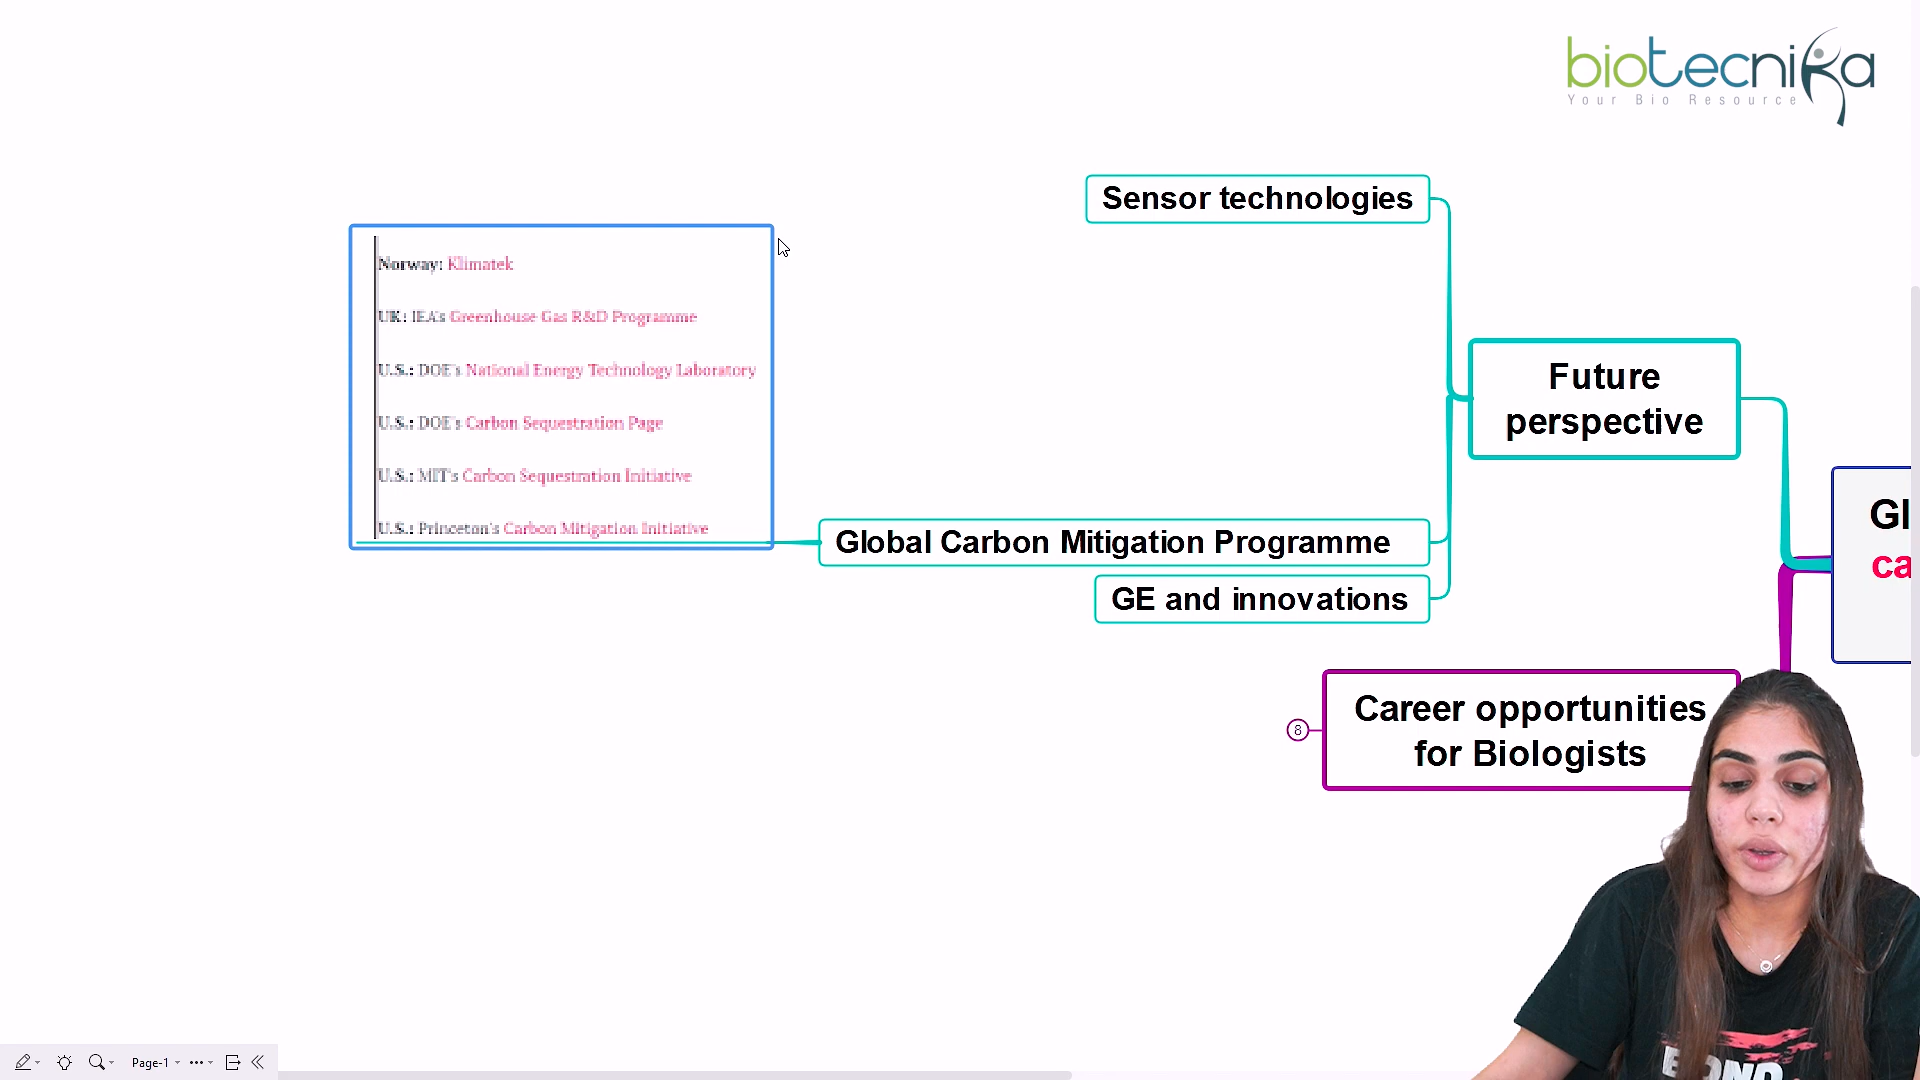 biotecnika
Your Bio Resource
Sensor technologies
Norway: Klimatek
UK: IEA's Greenhouse Gas R&D Programme
U.S.: DOE's National Energy Technology Laboratory
U.S.: DOE's Carbon Sequestration Page
U.S.: MIT's Carbon Sequestration Initiative
U.S.: Princeton's Carbon Mitigation Initiative
Future
perspective
Global Carbon Mitigation Programme
GE and innovations
Gl
ca
8
Career opportunities
for Biologists
Page-1